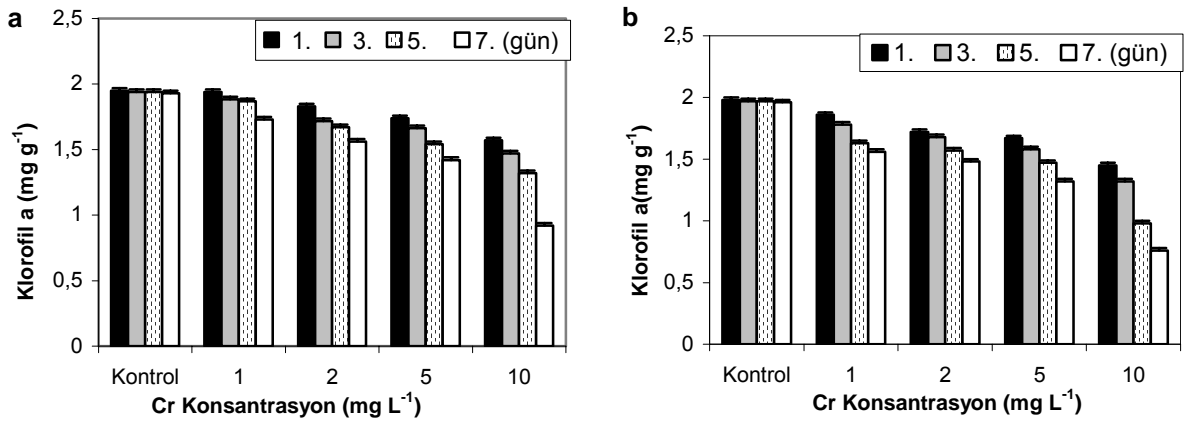 a
2,5
1. 3. 5. 7. (gün)
2
1,5
1
0,5
0
Klorofil a (mg g-1)
Kontrol 1 2 5 10
Cr Konsantrasyon (mg L-1)
b
2,5
1. 3. 5. 7. (gün)
2
1,5
1
0,5
0
Klorofil a(mg g-1)
Kontrol 1 2 5 10
Cr Konsantrasyon (mg L-1)